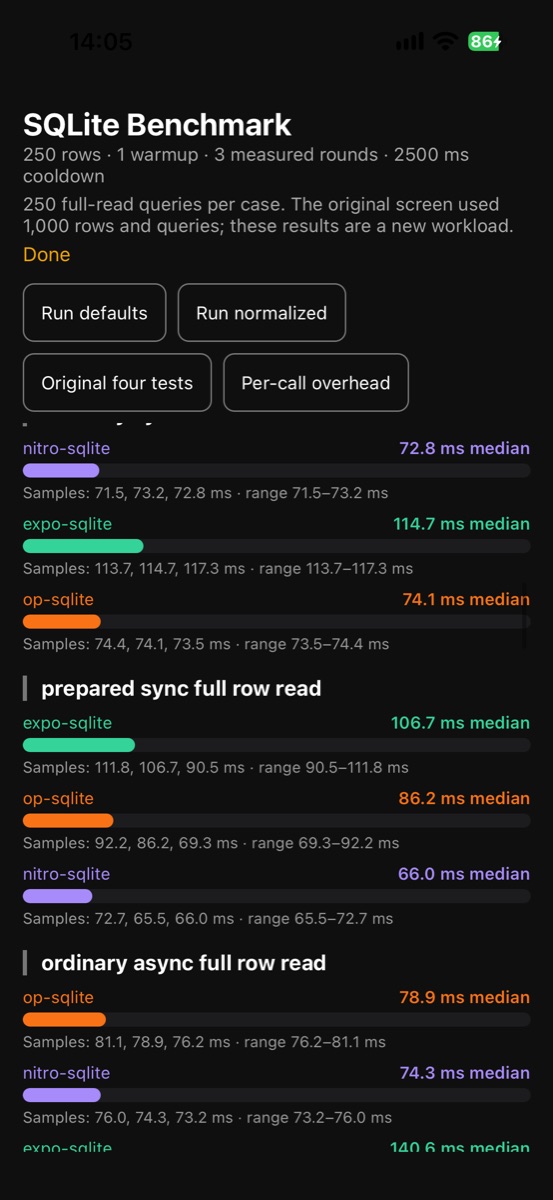 14:05
86
SQLite Benchmark
250 rows · 1 warmup · 3 measured rounds · 2500 ms
cooldown
250 full-read queries per case. The original screen used
1,000 rows and queries; these results are a new workload.
Done
Run defaults
Run normalized
Original four tests
Per-call overhead
nitro-sqlite 72.8 ms median
Samples: 71.5, 73.2, 72.8 ms · range 71.5–73.2 ms
expo-sqlite 114.7 ms median
Samples: 113.7, 114.7, 117.3 ms · range 113.7–117.3 ms
op-sqlite 74.1 ms median
Samples: 74.4, 74.1, 73.5 ms · range 73.5–74.4 ms
prepared sync full row read
expo-sqlite 106.7 ms median
Samples: 111.8, 106.7, 90.5 ms · range 90.5–111.8 ms
op-sqlite 86.2 ms median
Samples: 92.2, 86.2, 69.3 ms · range 69.3–92.2 ms
nitro-sqlite 66.0 ms median
Samples: 72.7, 65.5, 66.0 ms · range 65.5–72.7 ms
ordinary async full row read
op-sqlite 78.9 ms median
Samples: 81.1, 78.9, 76.2 ms · range 76.2–81.1 ms
nitro-sqlite 74.3 ms median
Samples: 76.0, 74.3, 73.2 ms · range 73.2–76.0 ms
expo-sqlite 140.6 ms median